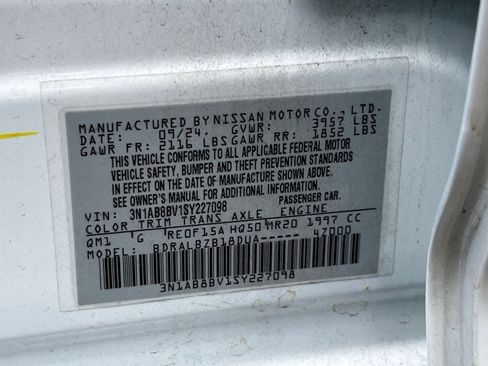 MANUFACTURED BY NISSAN MOTOR CO., LTD.
DATE: 09/24 GVWR: 3957 LBS
GAWR FR: 2116 LBS GAWR RR: 1852 LBS
THIS VEHICLE CONFORMS TO ALL APPLICABLE FEDERAL MOTOR
VEHICLE SAFETY, BUMPER AND THEFT PREVENTION STANDARDS
IN EFFECT ON THE DATE OF MANUFACTURE SHOWN ABOVE.
SEE OWNER'S MANUAL FOR ADDITIONAL INFORMATION.
VIN: 3N1AB8BV1SY227098 PASSENGER CAR.
COLOR TRIM TRANS AXLE ENGINE
QM1 G RE0F15A HQ50 MR20 1997 CC
MODEL: BDRALBZB18DUA----- 47000
3N1AB8BV1SY227098